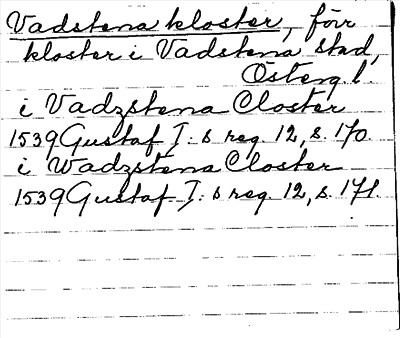 Vadstena kloster, förr
kloster i Vadstena stad,
Österg.l.
i Vadzstena Closter
1539 Gustaf I:s reg. 12, s. 170.
i Wadzstena Closter
1539 Gustaf I:s reg. 12, s. 171.